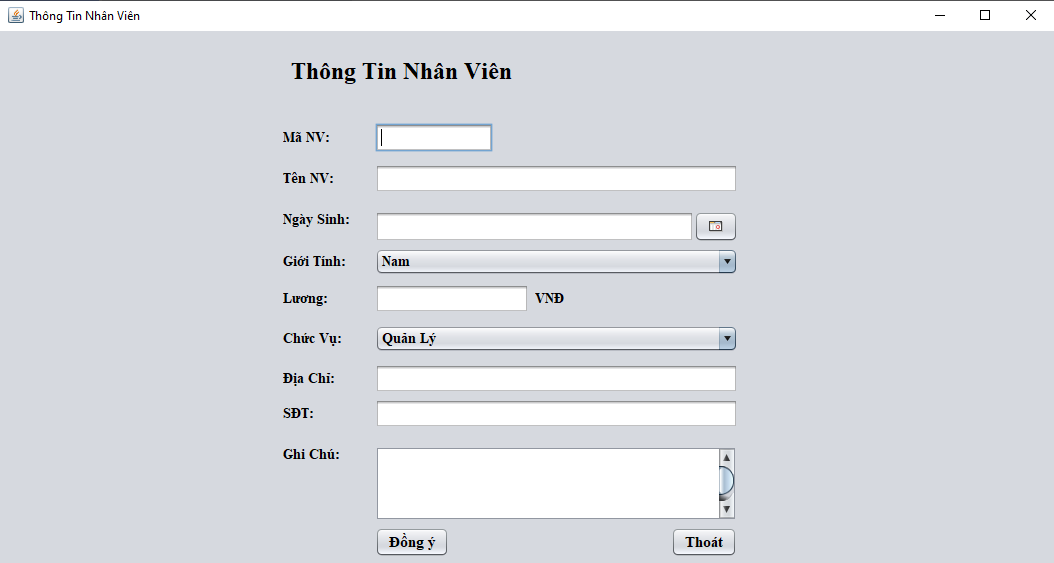 Thông Tin Nhân Viên
Thông Tin Nhân Viên
Mã NV:
Tên NV:
Ngày Sinh:
Giới Tính: Nam
Lương: VNĐ
Chức Vụ: Quản Lý
Địa Chỉ:
SĐT:
Ghi Chú:
Đồng ý Thoát